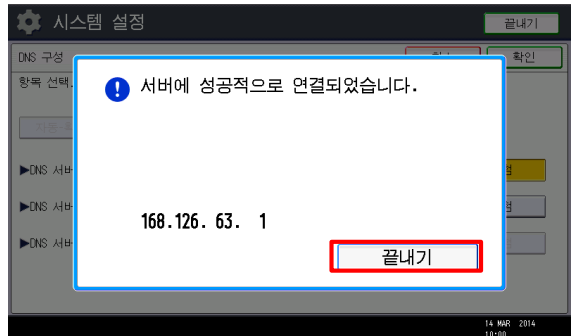 시스템 설정
끝내기
DNS 구성
확인
항목 선택.
서버에 성공적으로 연결되었습니다.
▶DNS 서버
▶DNS 서버
▶DNS 서버
168.126. 63. 1
끝내기
14 MAR 2014
10:00